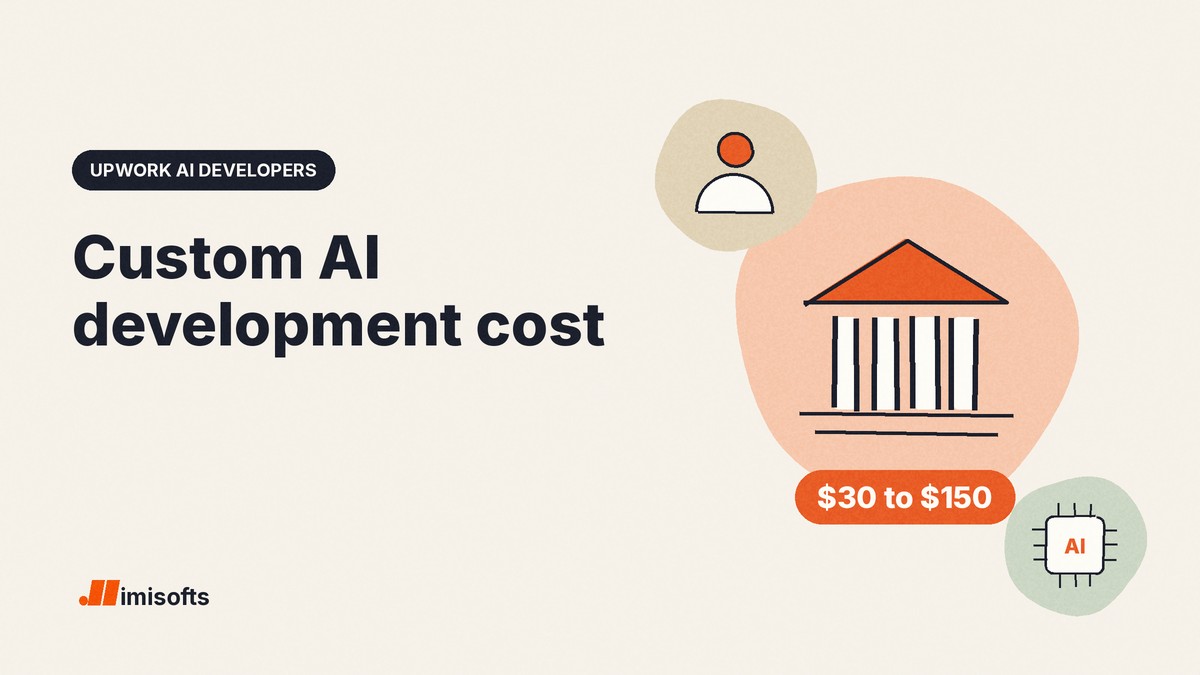 UPWORK AI DEVELOPERS
Custom AI
development cost
$30 to $150
AI
imisofts